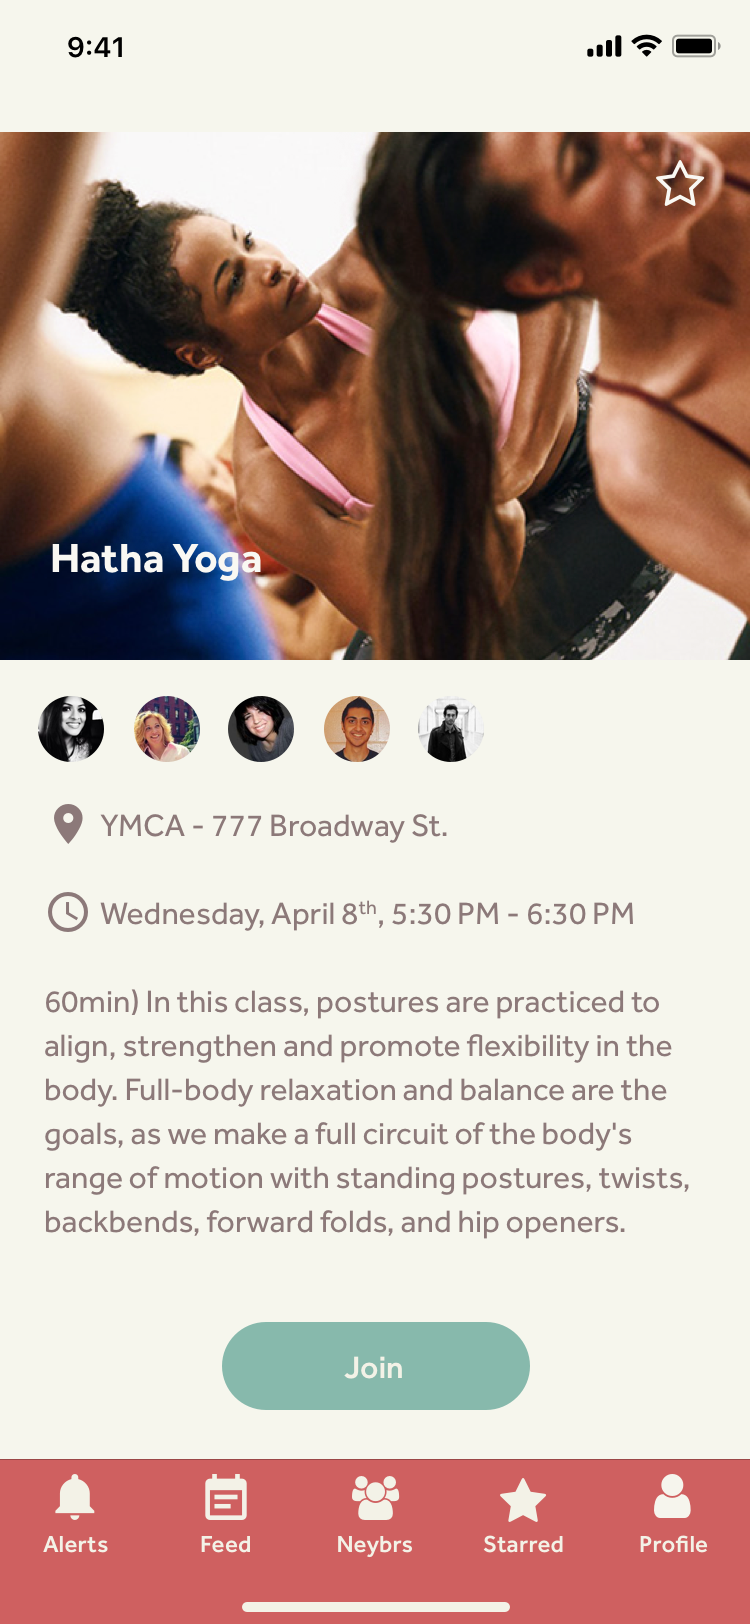 9:41
Hatha Yoga
YMCA - 777 Broadway St.
Wednesday, April 8th, 5:30 PM - 6:30 PM
60min) In this class, postures are practiced to
align, strengthen and promote flexibility in the
body. Full-body relaxation and balance are the
goals, as we make a full circuit of the body's
range of motion with standing postures, twists,
backbends, forward folds, and hip openers.
Join
Alerts Feed Neybrs Starred Profile